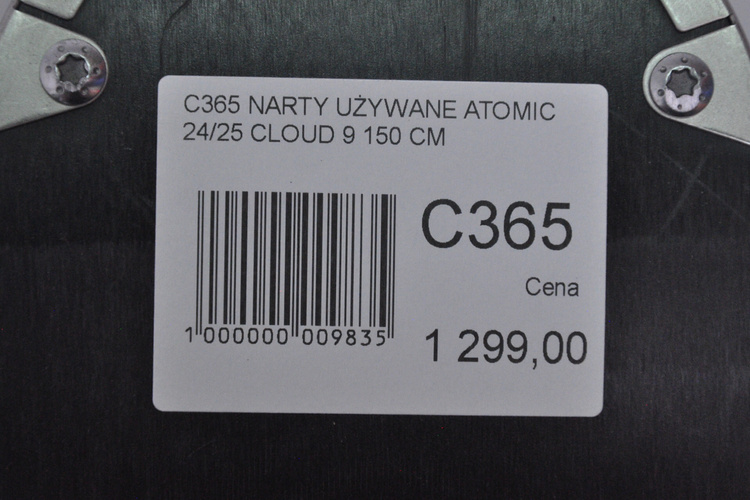 C365 NARTY UŻYWANE ATOMIC
24/25 CLOUD 9 150 CM
C365
Cena
1 299,00
1 000000 009835